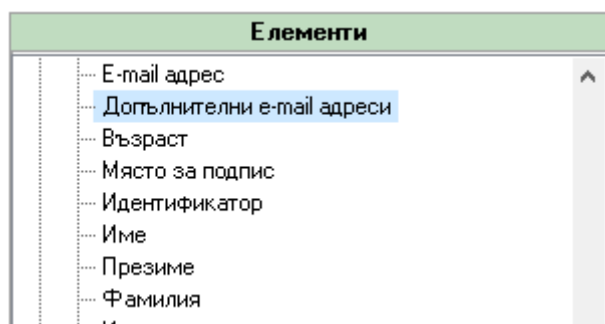 Елементи
E-mail адрес
Допълнителни e-mail адреси
Възраст
Място за подпис
Идентификатор
Име
Презиме
Фамилия